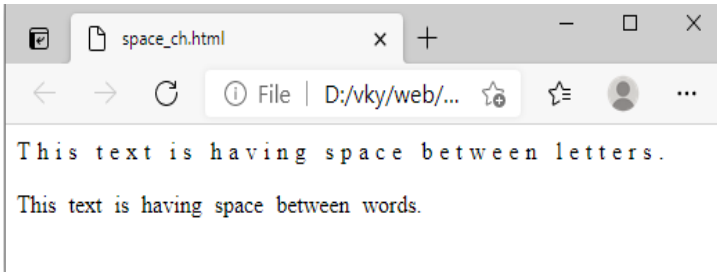 space_ch.html
File | D:/vky/web/...
This text is having space between letters.
This text is having space between words.